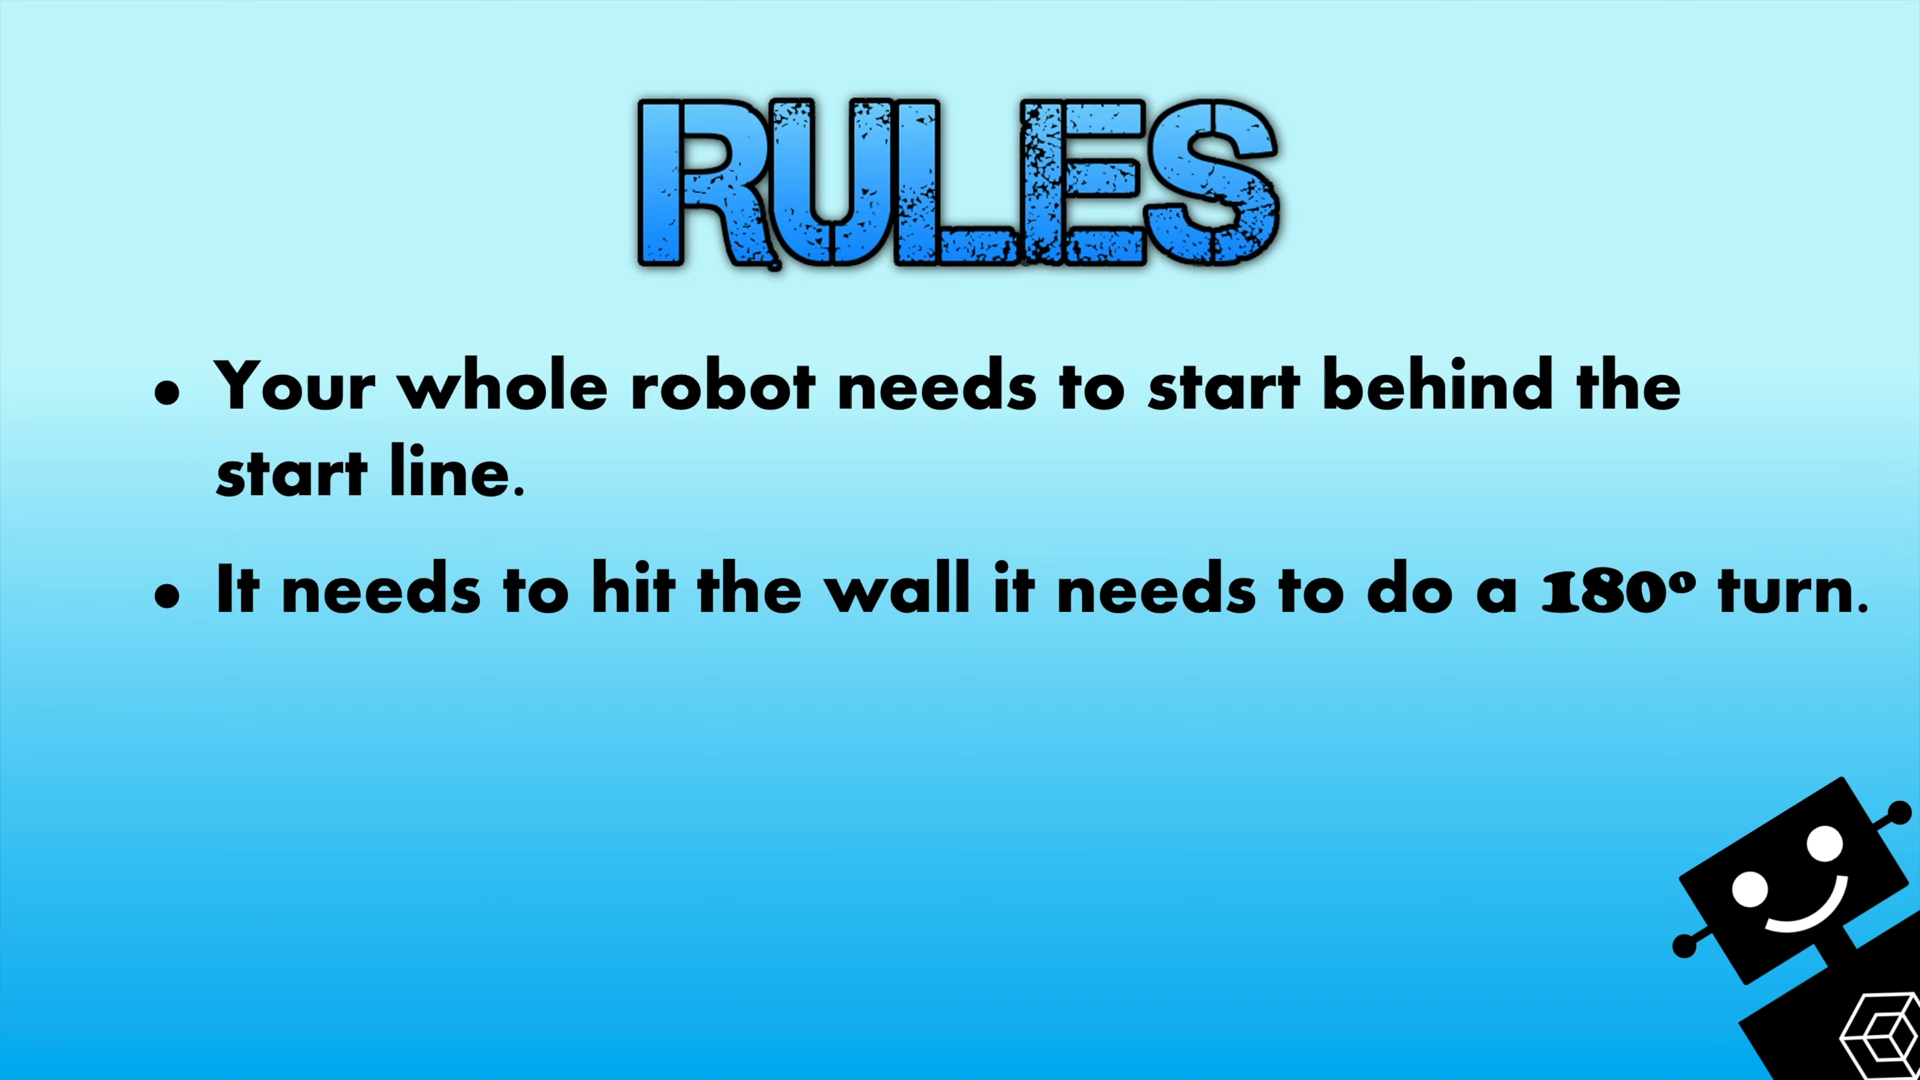 RULES
• Your whole robot needs to start behind the
start line.
• It needs to hit the wall it needs to do a 180° turn.